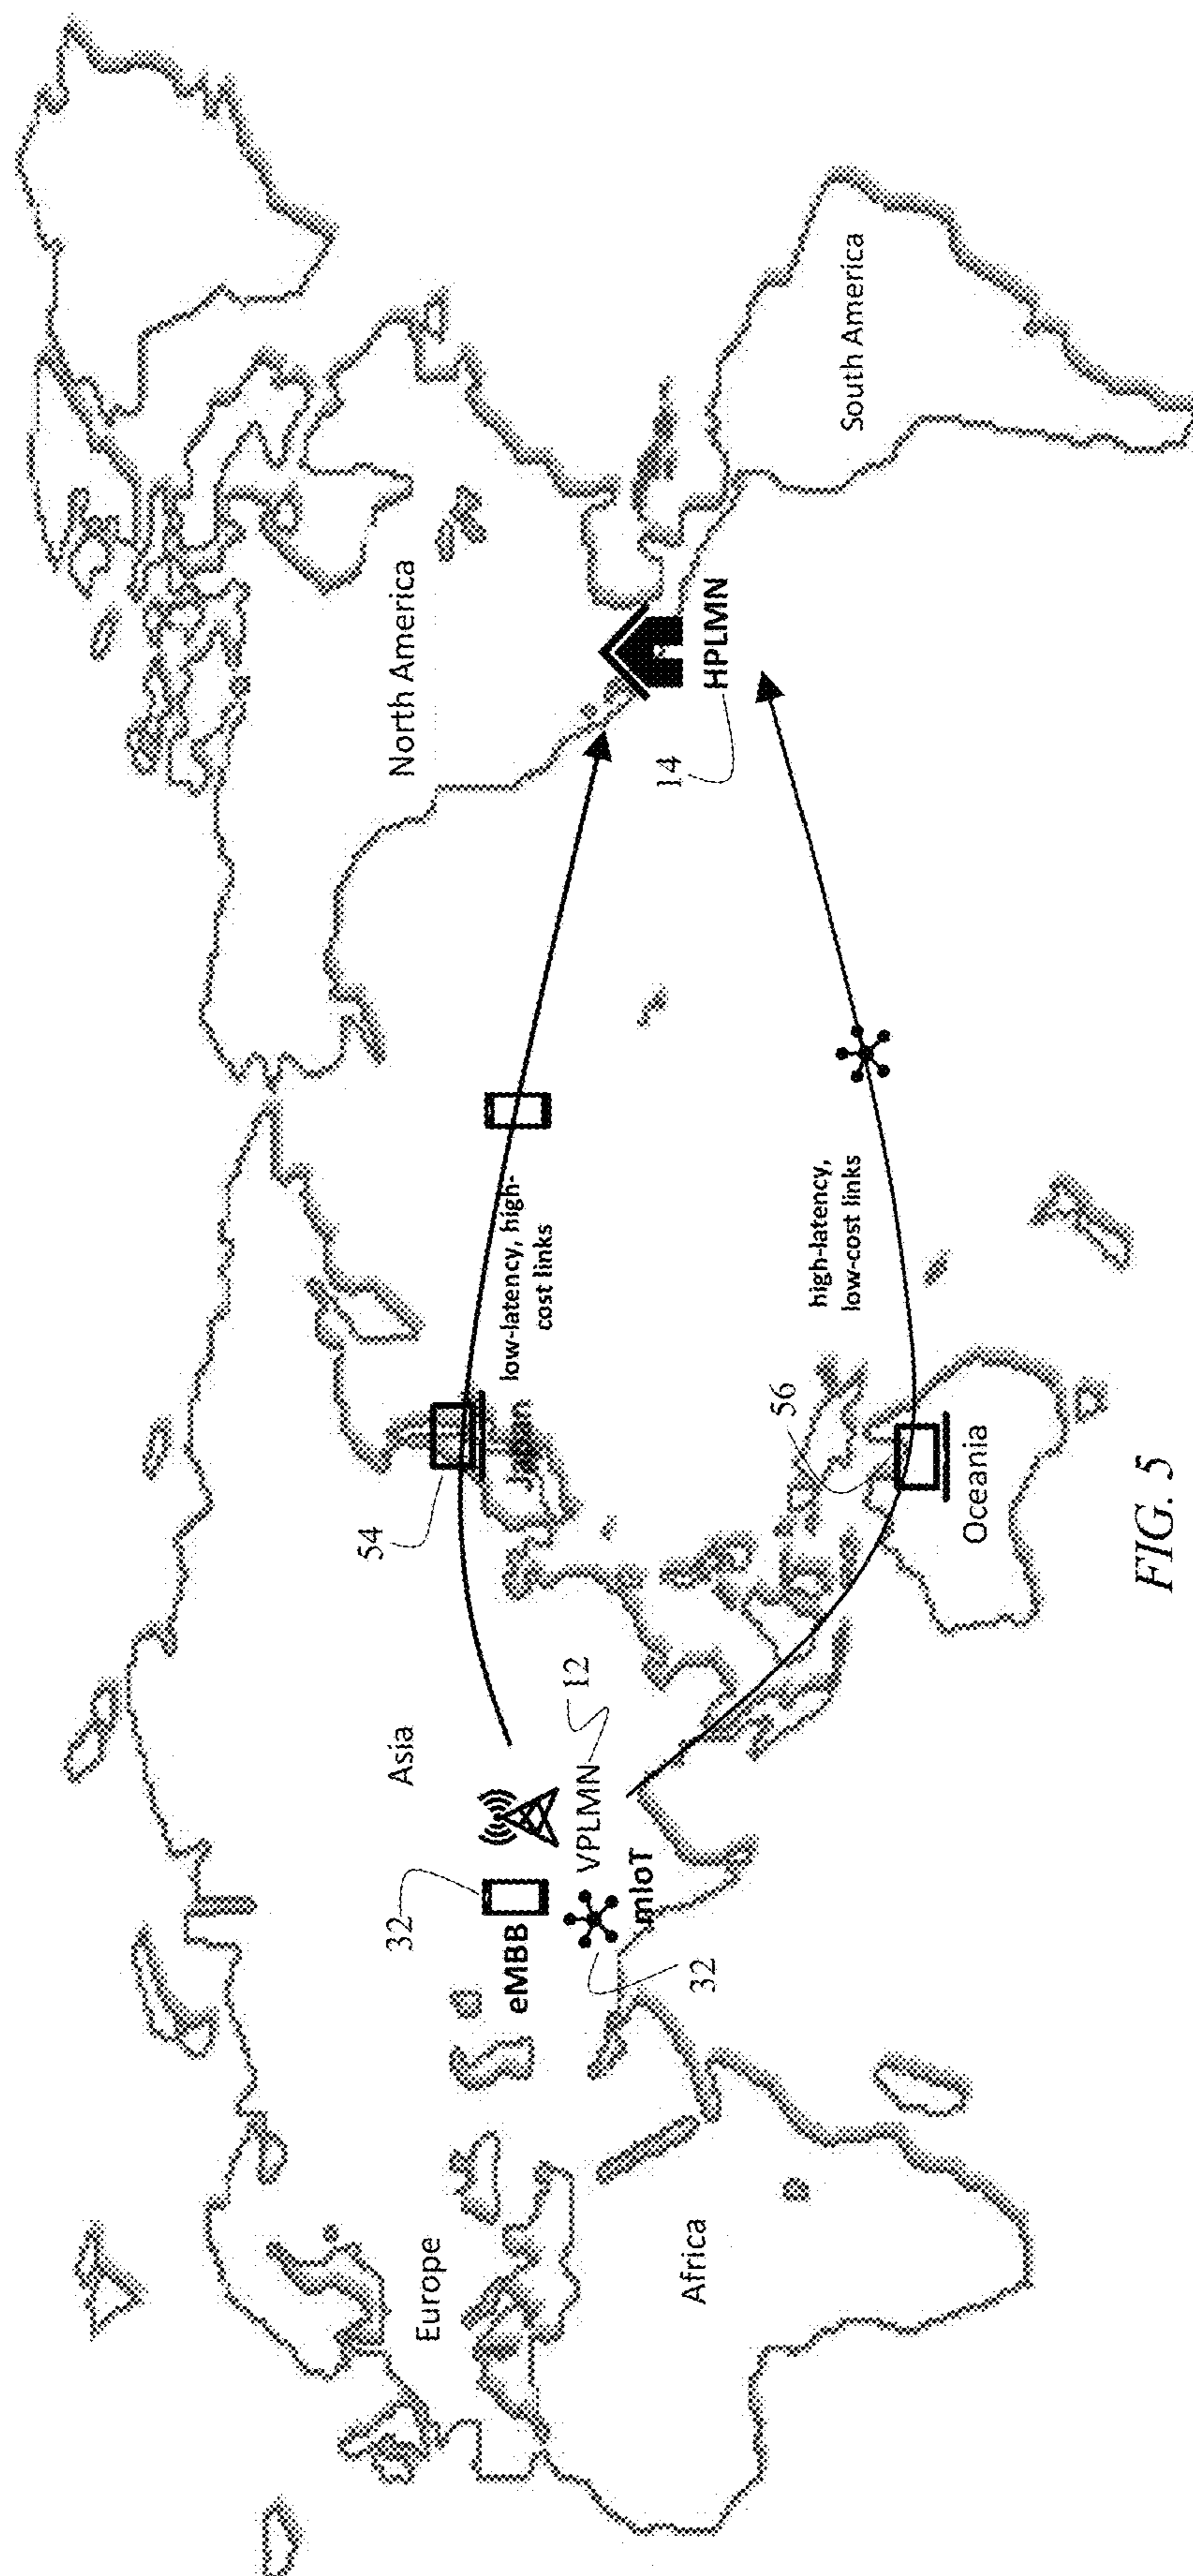 North America
Asia
Europe
54
32
eMBB
low-latency, high-
cost links
Japan
12
VPLMN
mIoT
32
14
HPLMN
Africa
56
high-latency,
low-cost links
South America
Oceania
FIG. 5